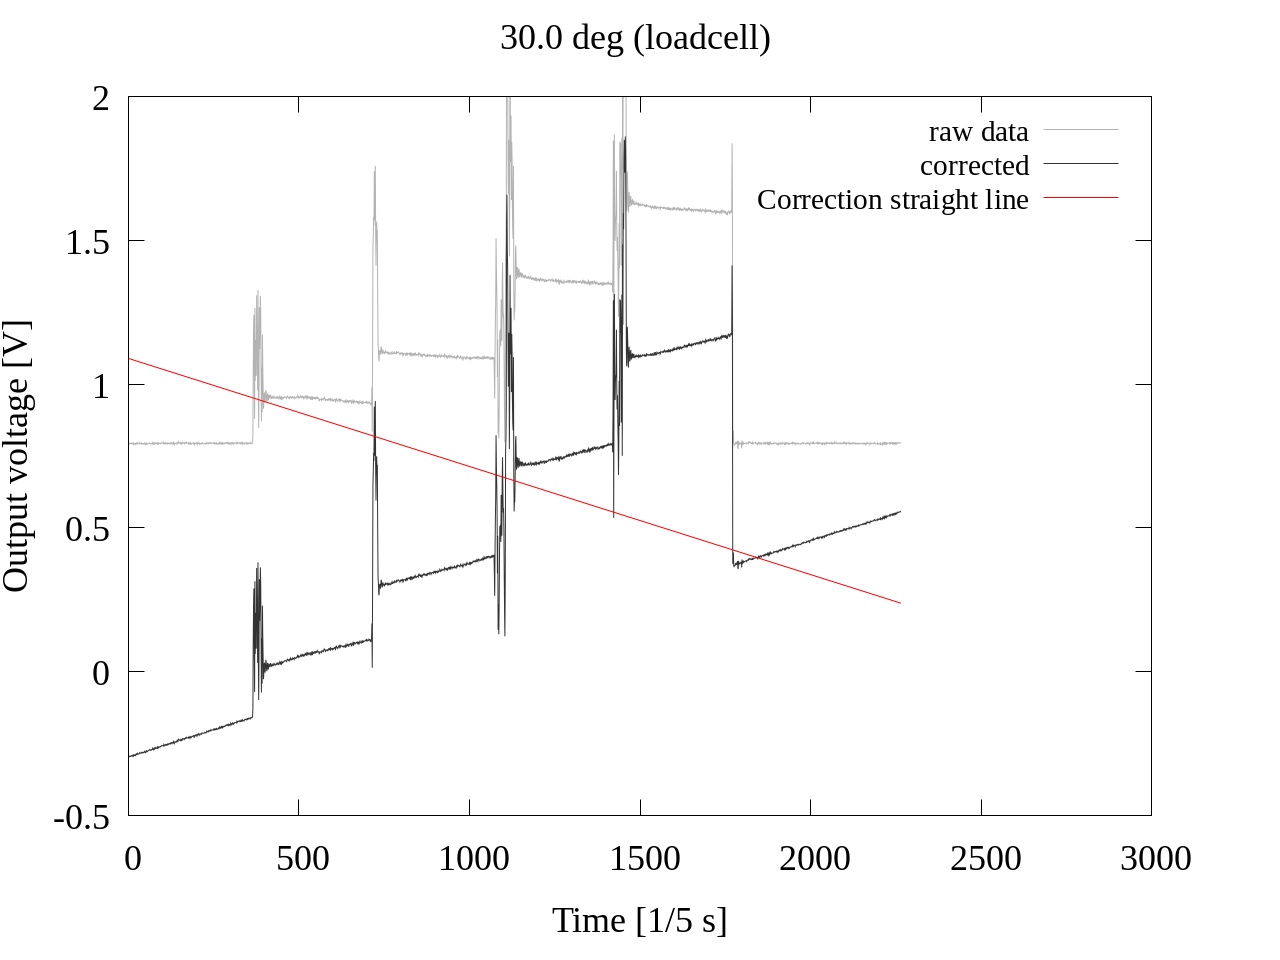 30.0 deg (loadcell)
raw data
corrected
Correction straight line
Output voltage [V]
2
1.5
1
0.5
0
-0.5
0 500 1000 1500 2000 2500 3000
Time [1/5 s]